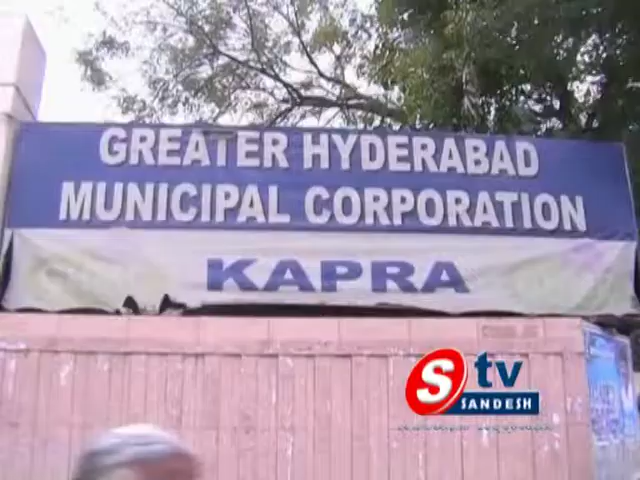 GREATER HYDERABAD
MUNICIPAL CORPORATION
KAPRA
S tv
SANDESH